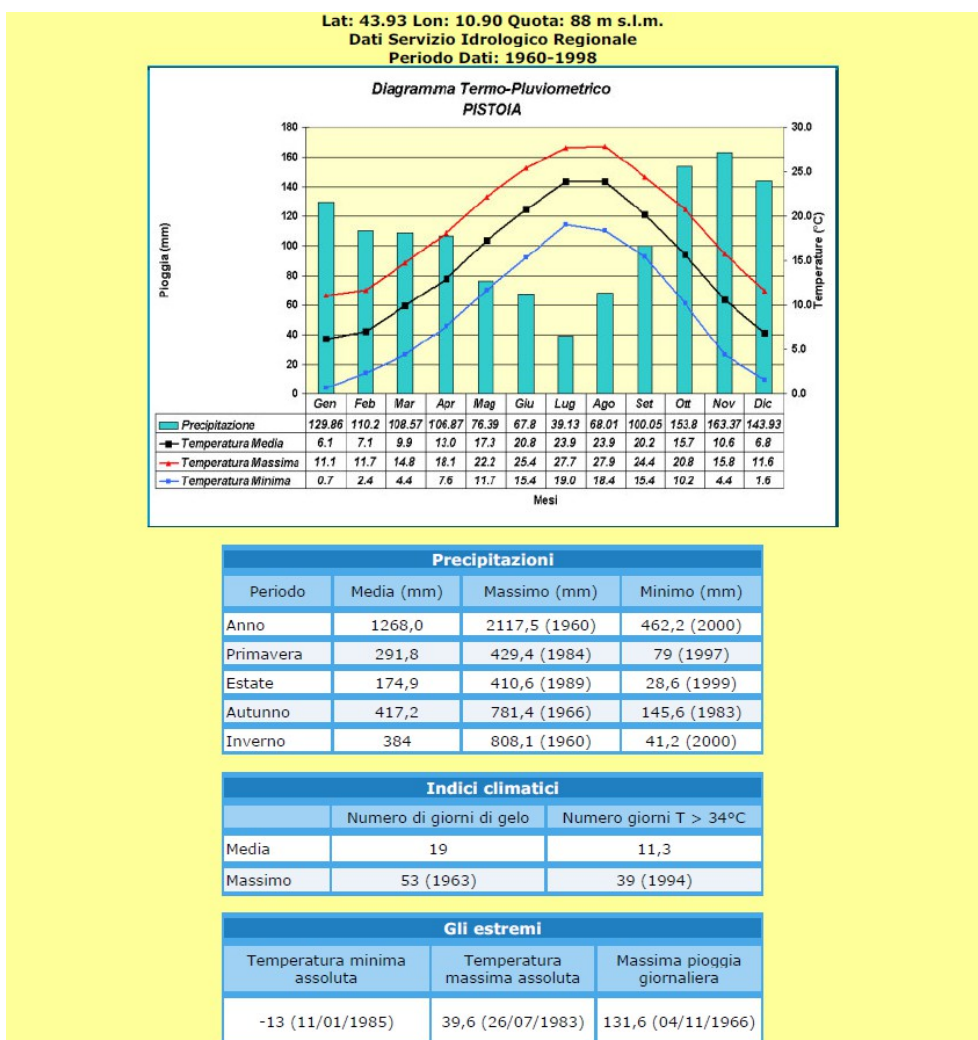 Lat: 43.93 Lon: 10.90 Quota: 88 m s.l.m.
Dati Servizio Idrologico Regionale
Periodo Dati: 1960-1998
Diagramma Termo-Pluviometrico
PISTOIA
Pioggia (mm)
180
160
140
120
100
80
60
40
20
0
30.0
25.0
20.0
15.0
10.0
5.0
0.0
Temperature (°C)
Gen Feb Mar Apr Mag Giu Lug Ago Set Ott Nov Dic
Precipitazione 129.86 110.2 108.57 106.87 76.39 67.8 39.13 68.01 100.05 153.8 163.37 143.93
Temperatura Media 6.1 7.1 9.9 13.0 17.3 20.8 23.9 23.9 20.2 15.7 10.6 6.8
Temperatura Massima 11.1 11.7 14.8 18.1 22.2 25.4 27.7 27.9 24.4 20.8 15.8 11.6
Temperatura Minima 0.7 2.4 4.4 7.6 11.7 15.4 19.0 18.4 15.4 10.2 4.4 1.6
Mesi
Precipitazioni
Periodo Media (mm) Massimo (mm) Minimo (mm)
Anno 1268,0 2117,5 (1960) 462,2 (2000)
Primavera 291,8 429,4 (1984) 79 (1997)
Estate 174,9 410,6 (1989) 28,6 (1999)
Autunno 417,2 781,4 (1966) 145,6 (1983)
Inverno 384 808,1 (1960) 41,2 (2000)
Indici climatici
Numero di giorni di gelo Numero giorni T > 34°C
Media 19 11,3
Massimo 53 (1963) 39 (1994)
Gli estremi
Temperatura minima assoluta Temperatura massima assoluta Massima pioggia giornaliera
-13 (11/01/1985) 39,6 (26/07/1983) 131,6 (04/11/1966)